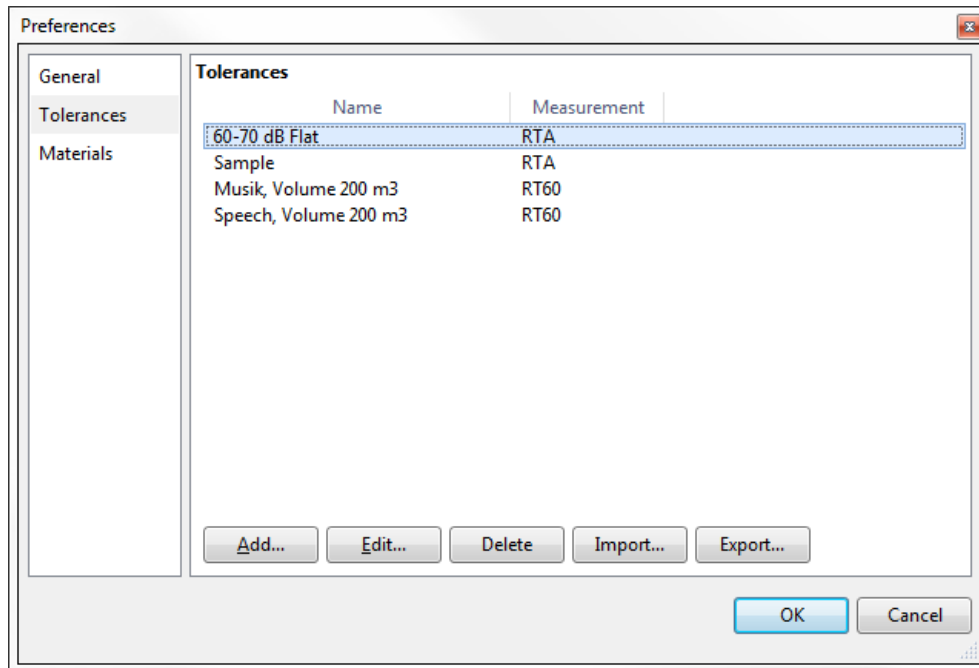 Preferences
General
Tolerances
Materials
Tolerances
Name Measurement
60-70 dB Flat RTA
Sample RTA
Musik, Volume 200 m3 RT60
Speech, Volume 200 m3 RT60
Add... Edit... Delete Import... Export...
OK Cancel